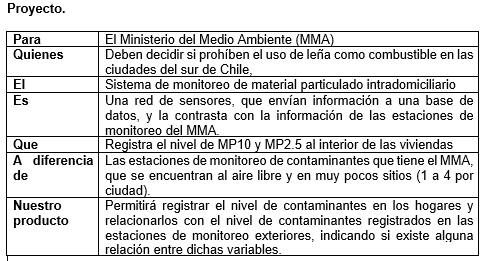 Proyecto.
Para El Ministerio del Medio Ambiente (MMA)
Quienes Deben decidir si prohíben el uso de leña como combustible en las
ciudades del sur de Chile,
El Sistema de monitoreo de material particulado intradomiciliario
Es Una red de sensores, que envían información a una base de
datos, y la contrasta con la información de las estaciones de
monitoreo del MMA.
Que Registra el nivel de MP10 y MP2.5 al interior de las viviendas
A diferencia Las estaciones de monitoreo de contaminantes que tiene el MMA,
de que se encuentran al aire libre y en muy pocos sitios (1 a 4 por
ciudad).
Nuestro Permitirá registrar el nivel de contaminantes en los hogares y
producto relacionarlos con el nivel de contaminantes registrados en las
estaciones de monitoreo exteriores, indicando si existe alguna
relación entre dichas variables.